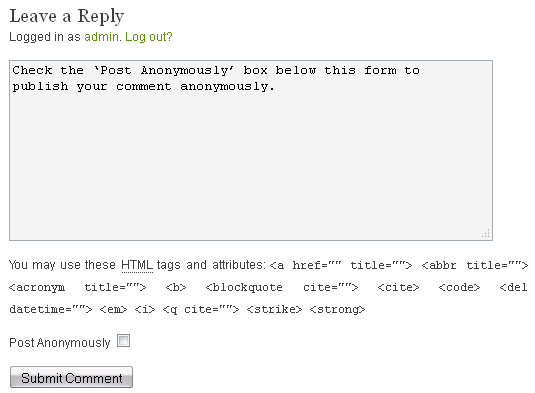 Leave a Reply
Logged in as admin. Log out?
Check the ‘Post Anonymously’ box below this form to
publish your comment anonymously.
You may use these HTML tags and attributes: <a href="" title=""> <abbr title="">
<acronym title=""> <b> <blockquote cite=""> <cite> <code> <del
datetime=""> <em> <i> <q cite=""> <strike> <strong>
Post Anonymously
Submit Comment